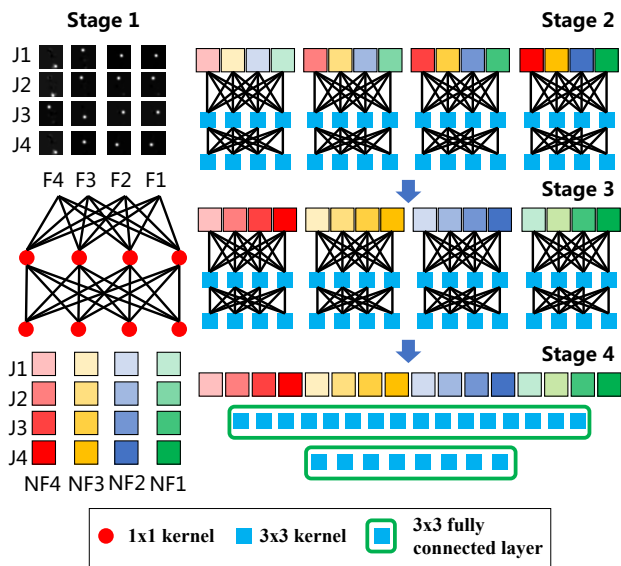 Stage 1
J1
J2
J3
J4
F4 F3 F2 F1
J1
J2
J3
J4
NF4 NF3 NF2 NF1
Stage 2
Stage 3
Stage 4
1x1 kernel
3x3 kernel
3x3 fully
connected layer